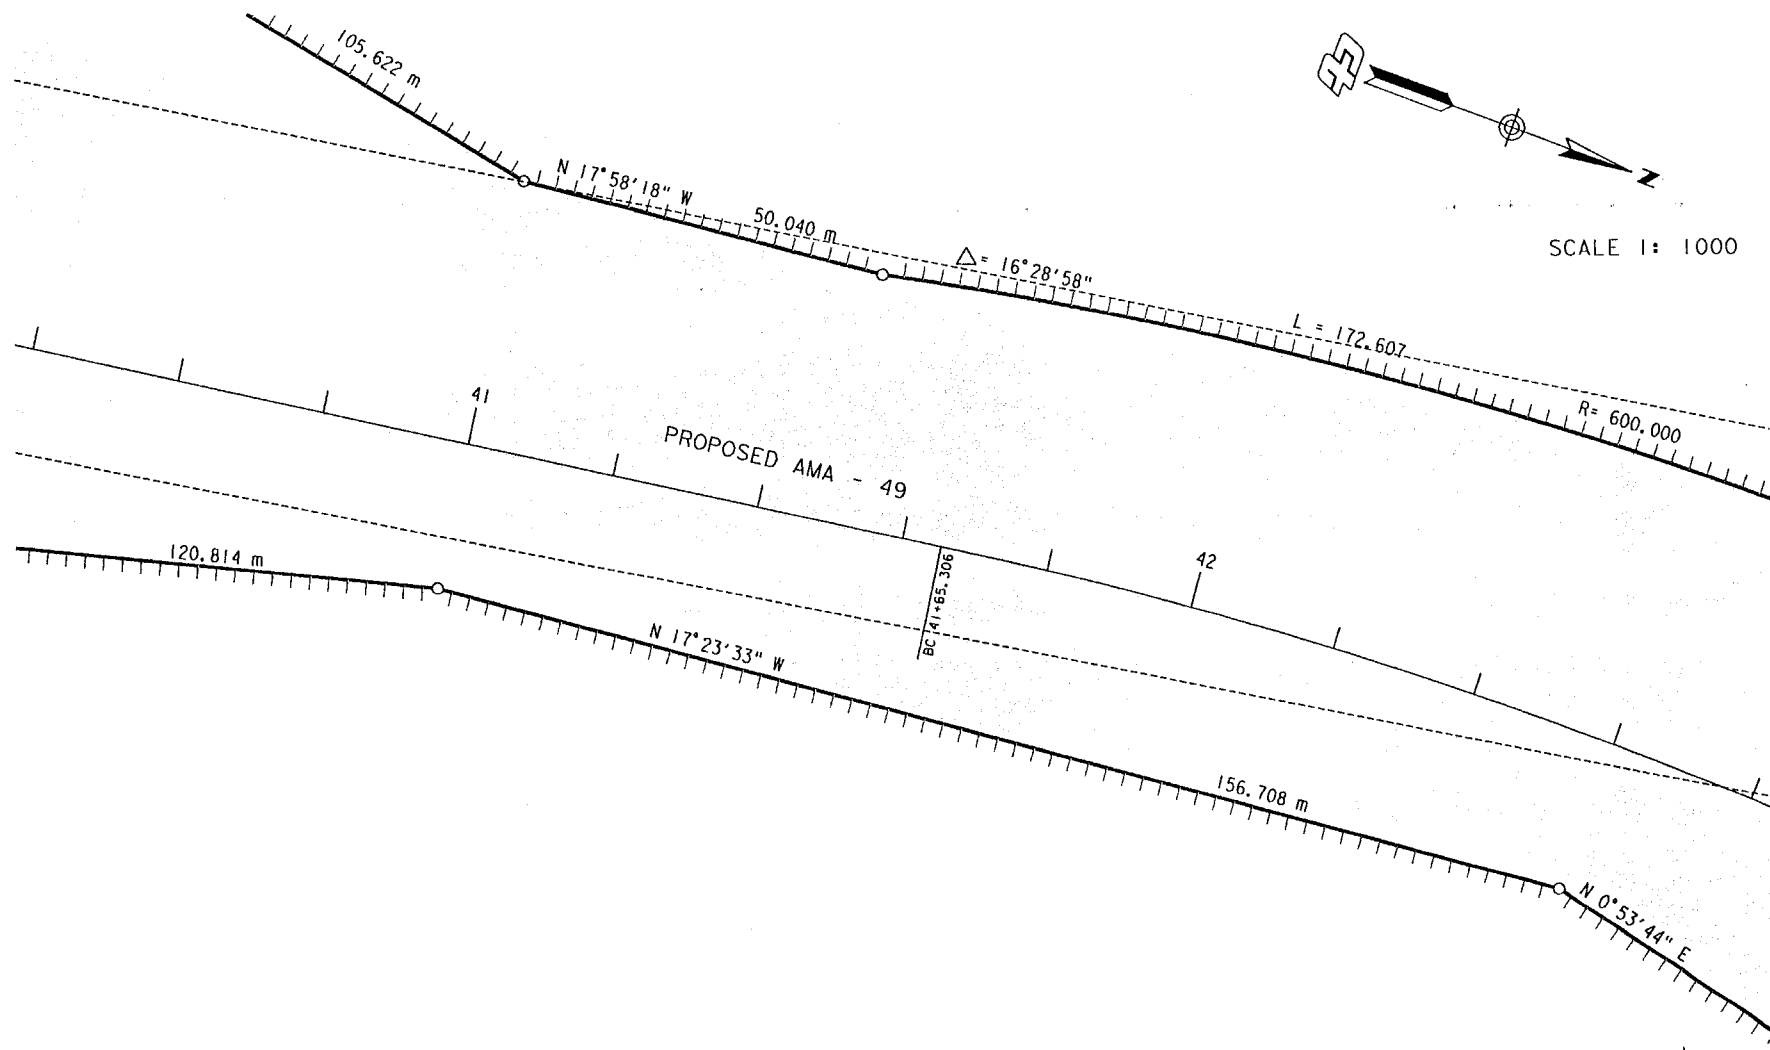 105.622 m
N 17°58'18" W
50.040 m
△= 16°28'58"
L = 172.607
R= 600.000
N
SCALE 1: 1000
41
PROPOSED AMA - 49
42
BC 41+65.306
120.814 m
N 17°23'33" W
156.708 m
N 0°53'44" E